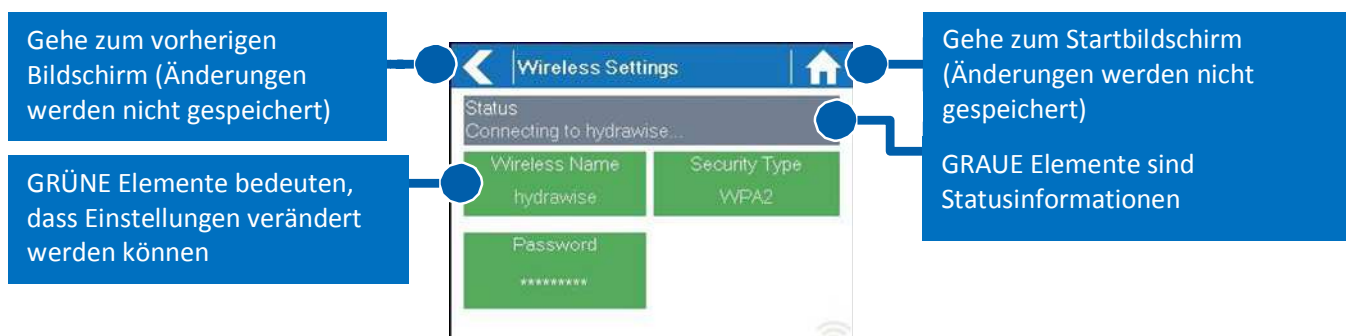 Gehe zum vorherigen
Bildschirm (Änderungen
werden nicht gespeichert)
GRÜNE Elemente bedeuten,
dass Einstellungen verändert
werden können
Wireless Settings
Status
Connecting to hydrawise...
Wireless Name
hydrawise
Security Type
WPA2
Password
*********
Gehe zum Startbildschirm
(Änderungen werden nicht
gespeichert)
GRAUE Elemente sind
Statusinformationen